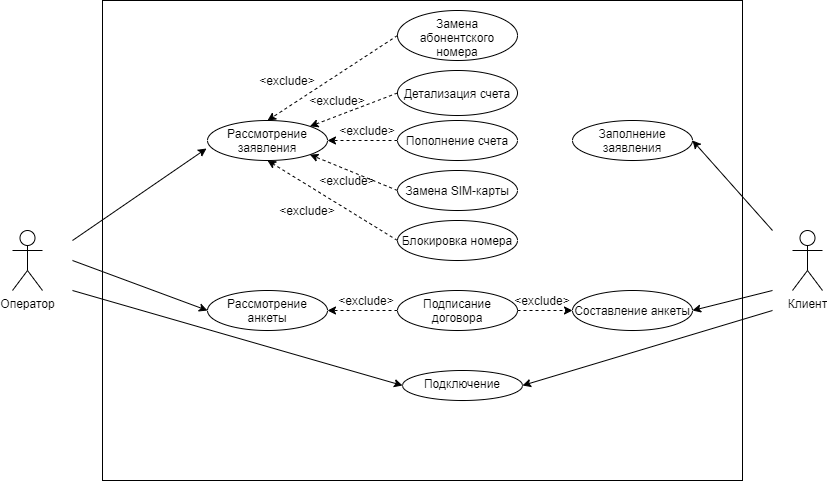 Замена
абонентского
номера
<exclude>
Детализация счета
<exclude>
Рассмотрение
заявления
<exclude>
Пополнение счета
Заполнение
заявления
<exclude>
Замена SIM-карты
<exclude>
Блокировка номера
Оператор
Клиент
Рассмотрение
анкеты
<exclude>
Подписание
договора
<exclude>
Составление анкеты
Подключение